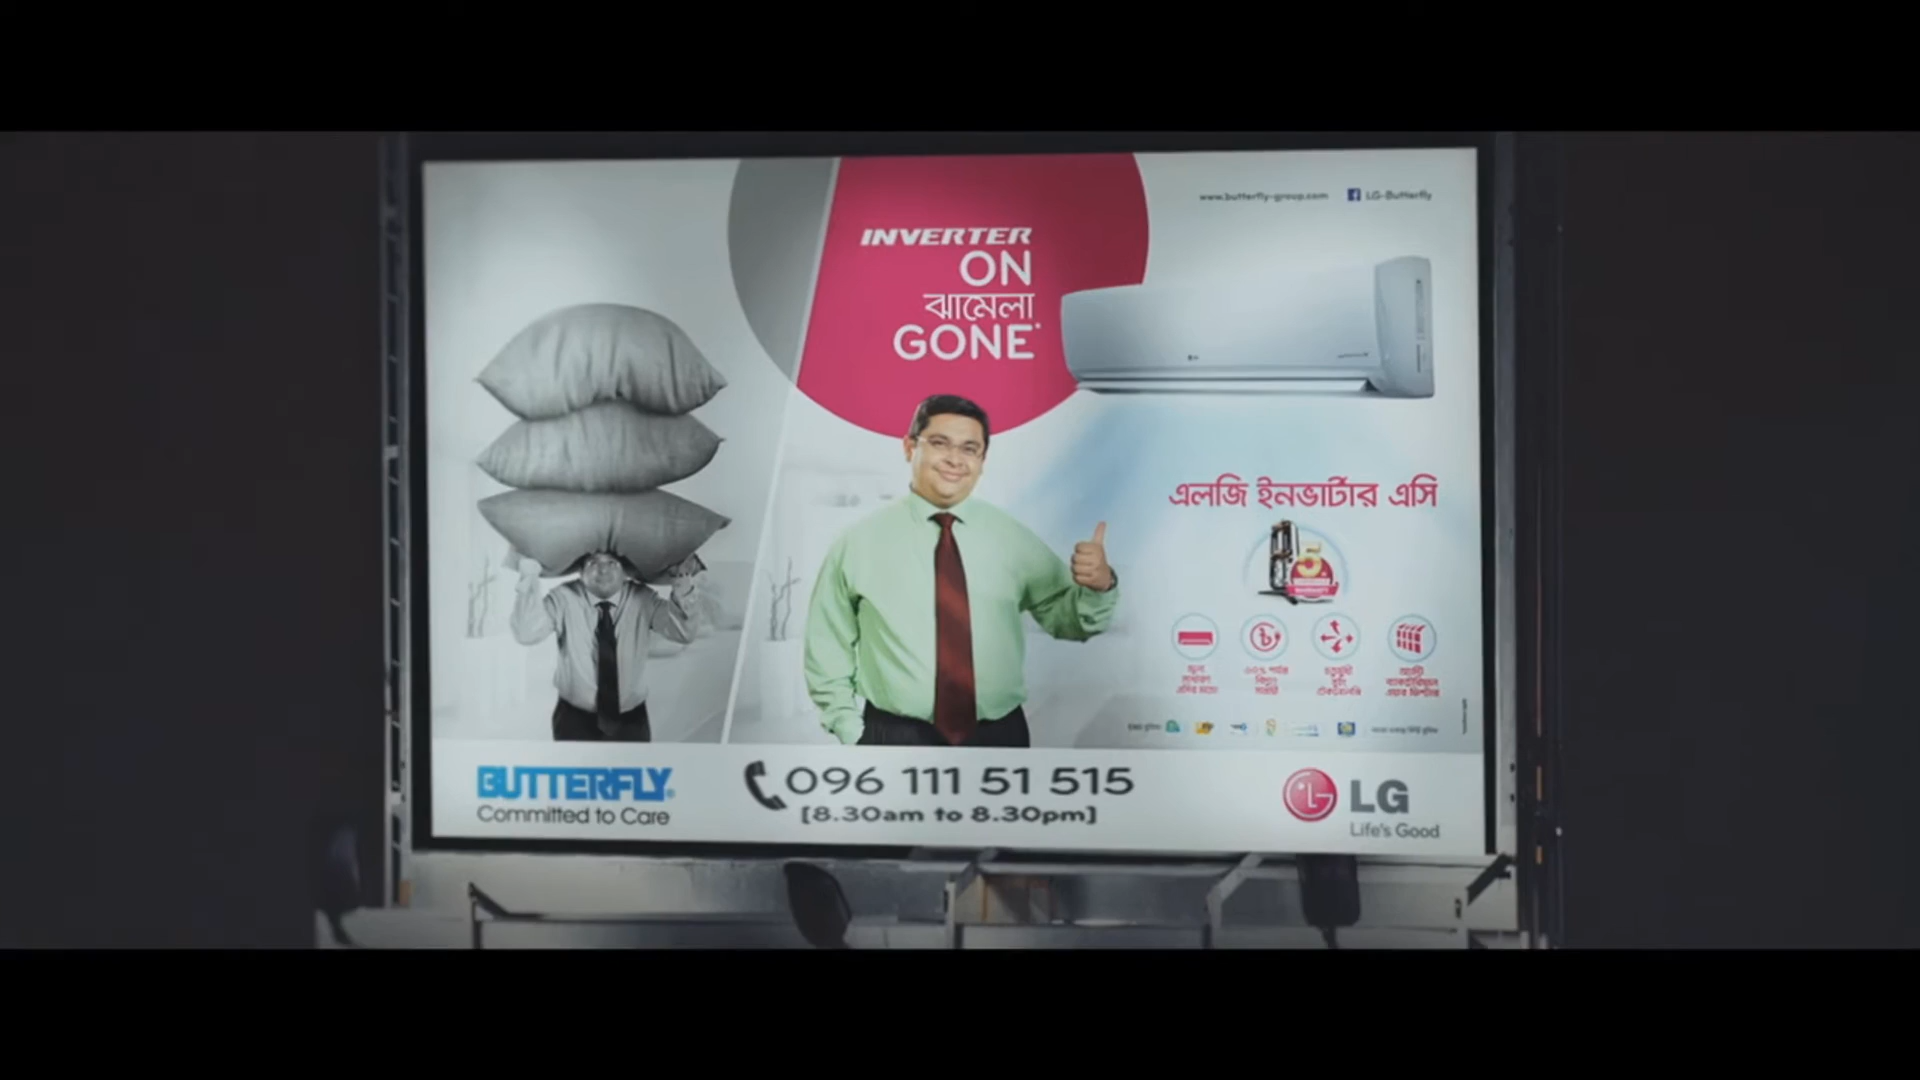 www.butterfly-group.com LG-Butterfly
INVERTER
ON
ঝামেলা
GONE*
এলজি ইনভার্টার এসি
5
BUTTERFLY
Committed to Care
096 111 51 515
[8.30am to 8.30pm]
LG
Life's Good